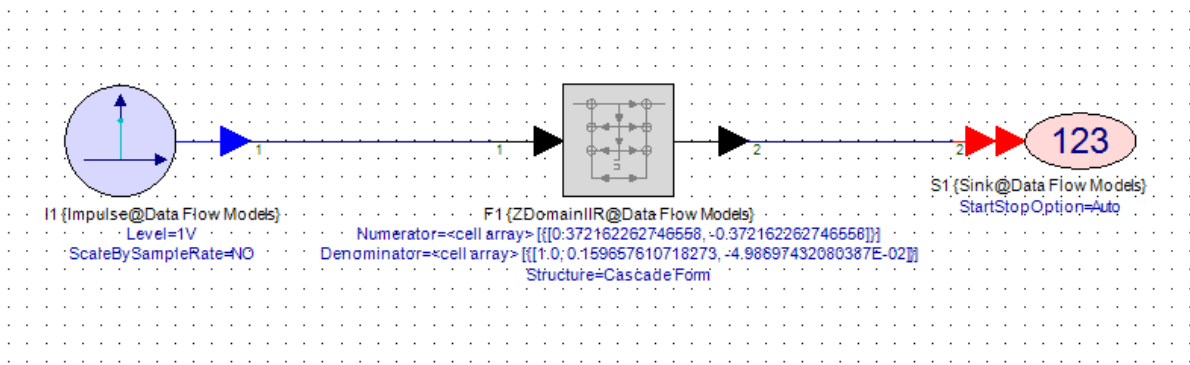 1
1
2
2
123
I1 {Impulse@Data Flow Models}
Level=1V
ScaleBySampleRate=NO
F1 {ZDomainIIR@Data Flow Models}
Numerator=<cell array> [{[0.372162262746558, -0.372162262746558]}]
Denominator=<cell array> [{[1.0, 0.159657610718273, -4.98697432080387E-02]}]
Structure=Cascade Form
S1 {Sink@Data Flow Models}
StartStopOption=Auto